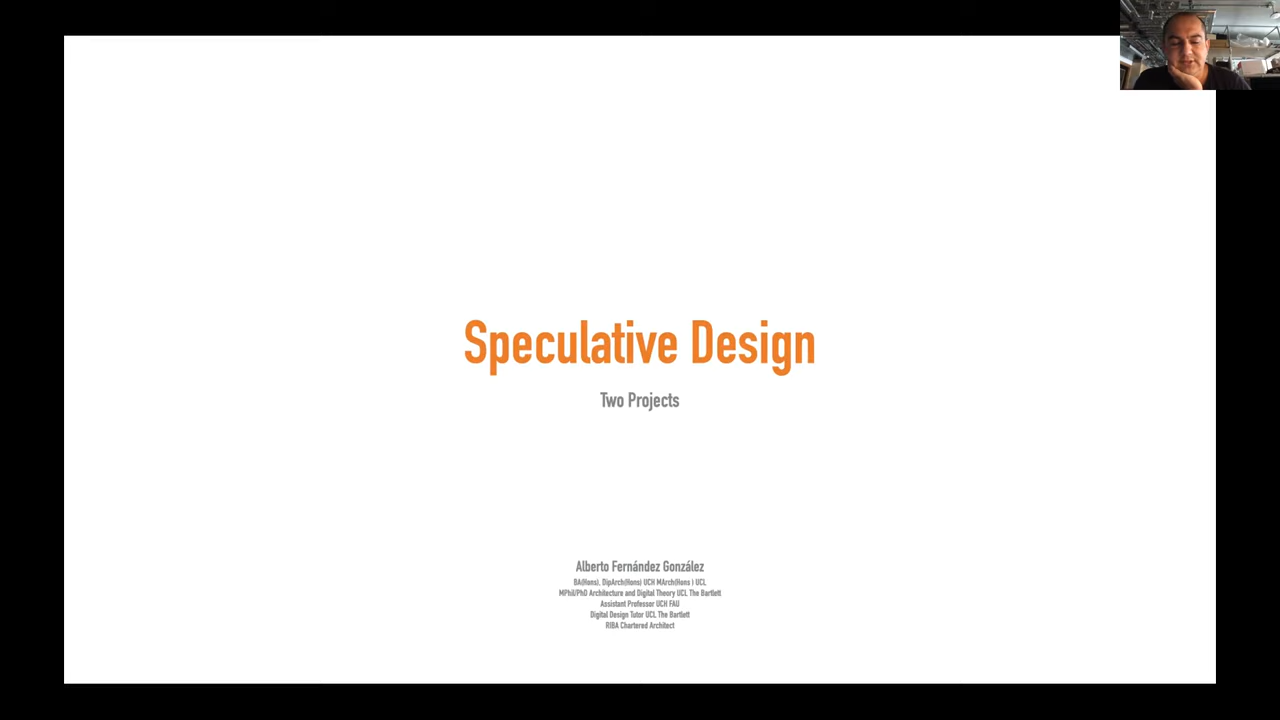 Speculative Design
Two Projects
Alberto Fernández González
BA(Hons), DipArch(Hons) UCH MArch(Hons ) UCL
MPhil/PhD Architecture and Digital Theory UCL The Bartlett
Assistant Professor UCH FAU
Digital Design Tutor UCL The Bartlett
RIBA Chartered Architect